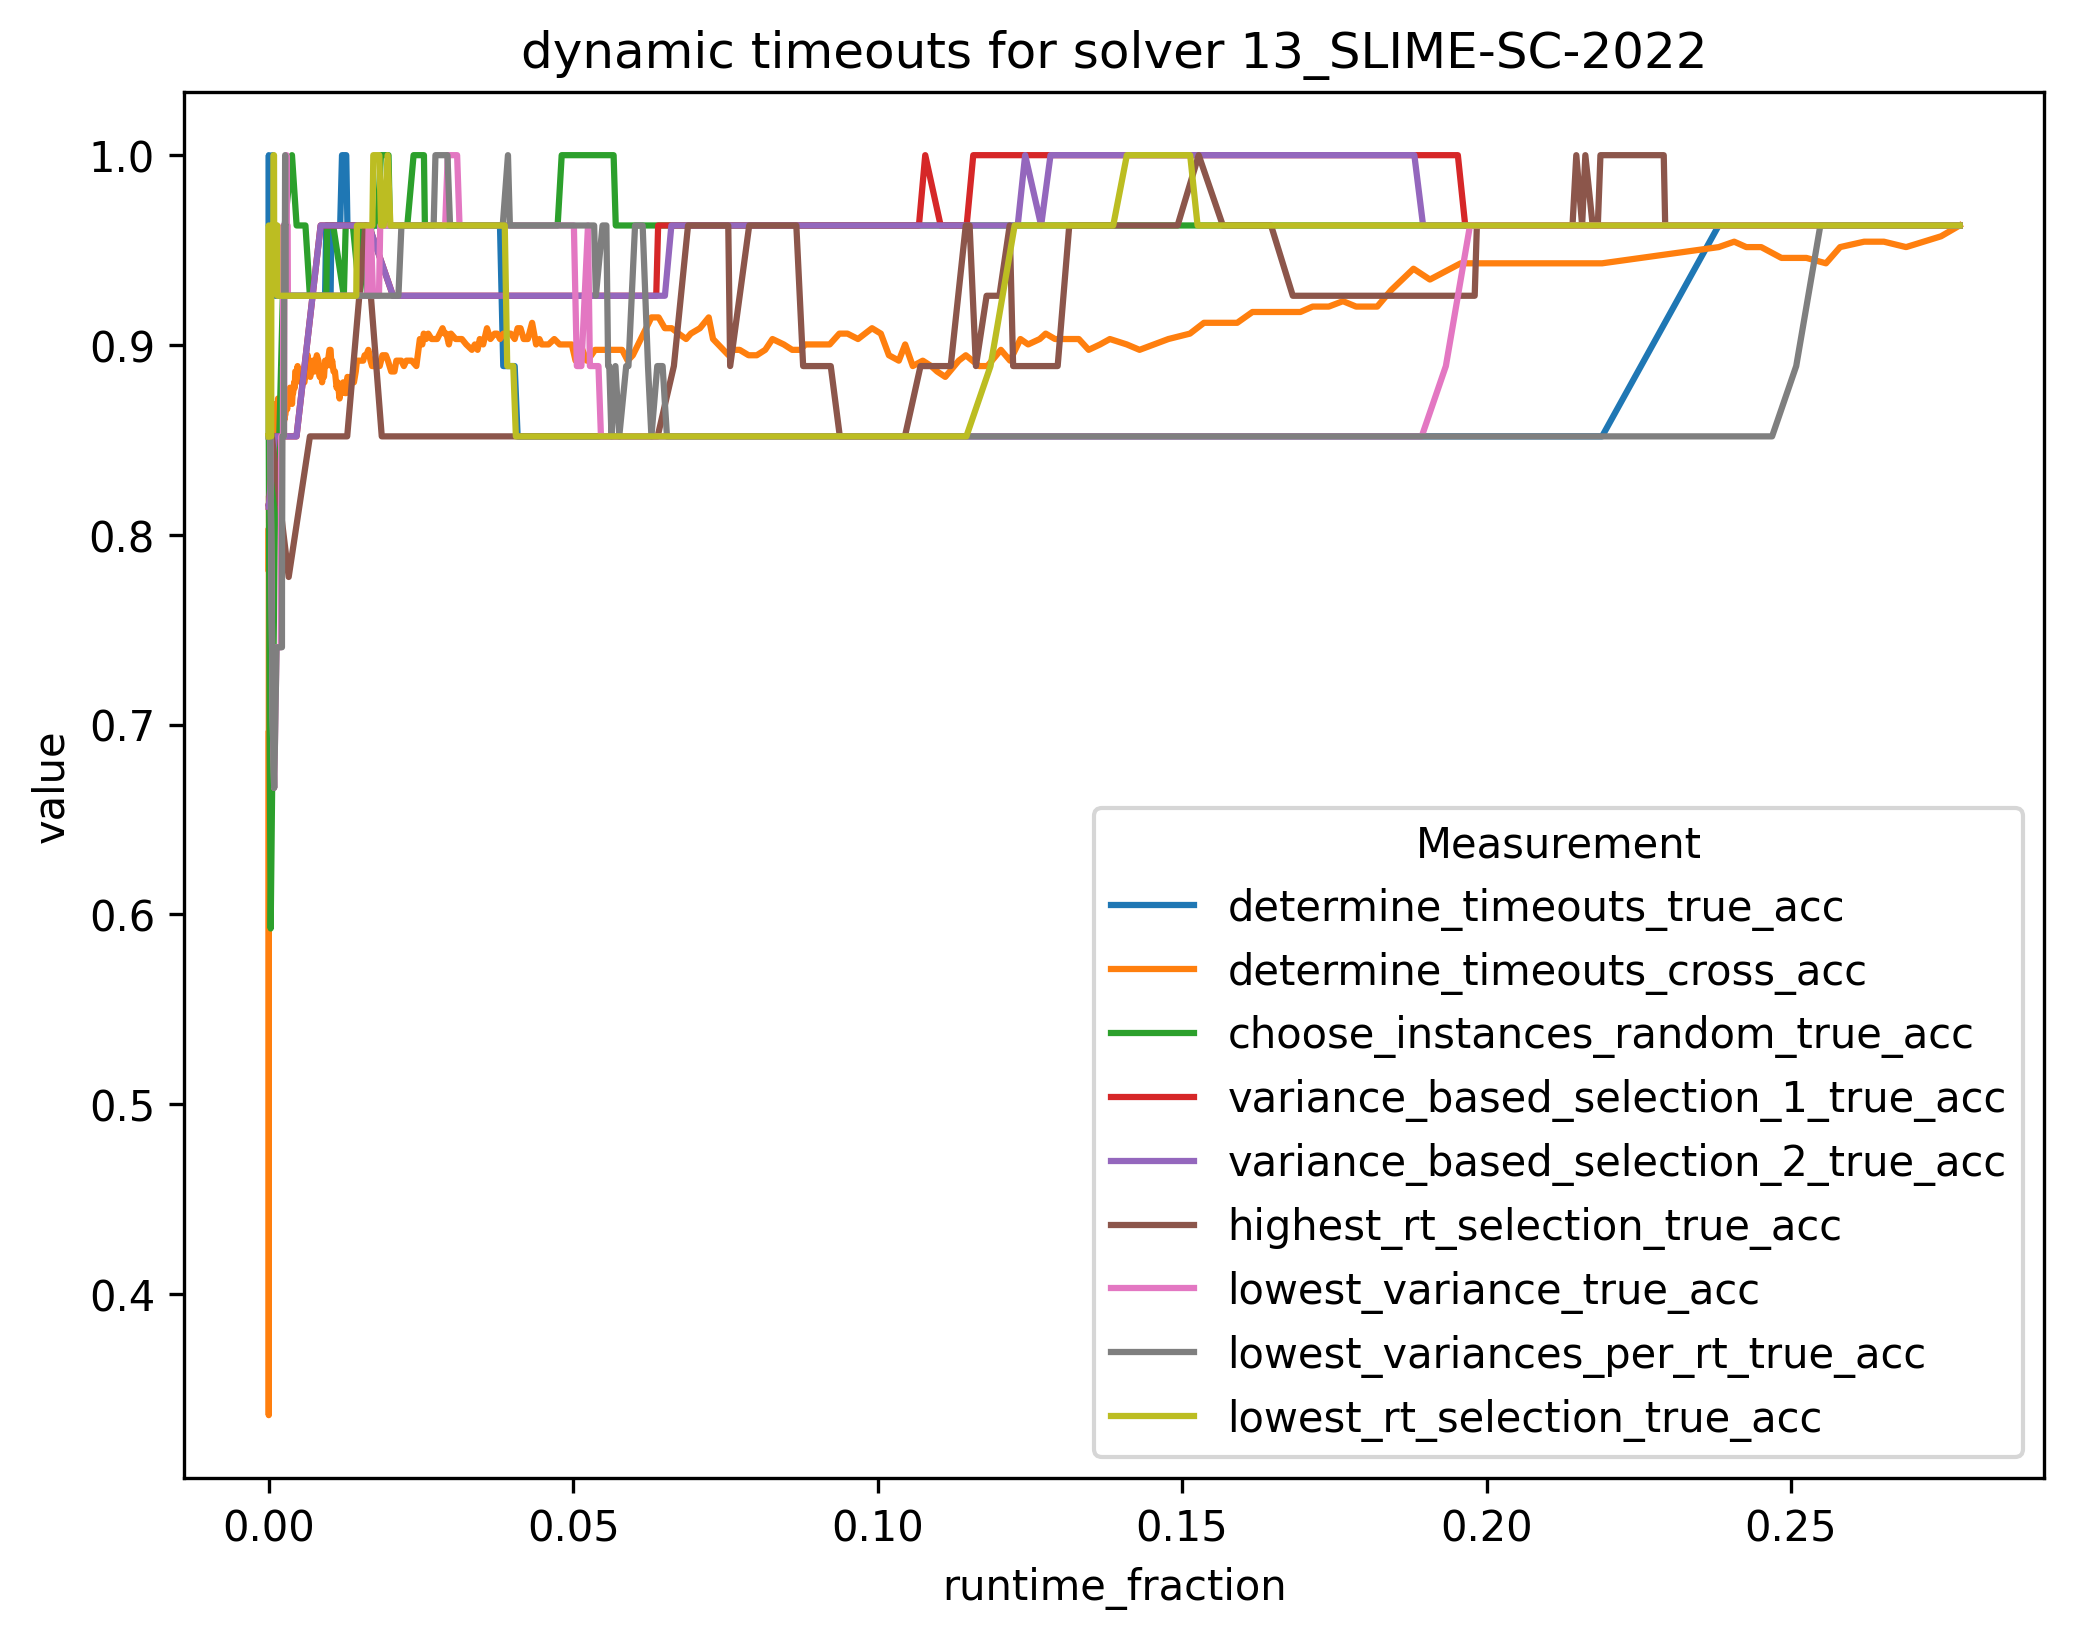 dynamic timeouts for solver 13_SLIME-SC-2022
1.0
0.9
0.8
0.7
0.6
0.5
0.4
value
0.00
0.05
0.10
0.15
0.20
0.25
runtime_fraction
Measurement
determine_timeouts_true_acc
determine_timeouts_cross_acc
choose_instances_random_true_acc
variance_based_selection_1_true_acc
variance_based_selection_2_true_acc
highest_rt_selection_true_acc
lowest_variance_true_acc
lowest_variances_per_rt_true_acc
lowest_rt_selection_true_acc